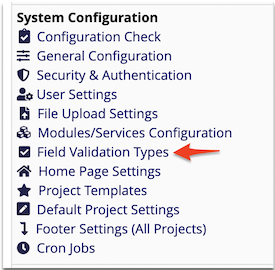 System Configuration
Configuration Check
General Configuration
Security & Authentication
User Settings
File Upload Settings
Modules/Services Configuration
Field Validation Types
Home Page Settings
Project Templates
Default Project Settings
Footer Settings (All Projects)
Cron Jobs